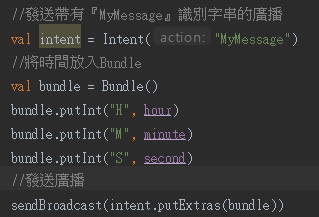 //發送帶有『MyMessage』識別字串的廣播
val intent = Intent( action: "MyMessage")
//將時間放入Bundle
val bundle = Bundle()
bundle.putInt("H", hour)
bundle.putInt("M", minute)
bundle.putInt("S", second)
//發送廣播
sendBroadcast(intent.putExtras(bundle))